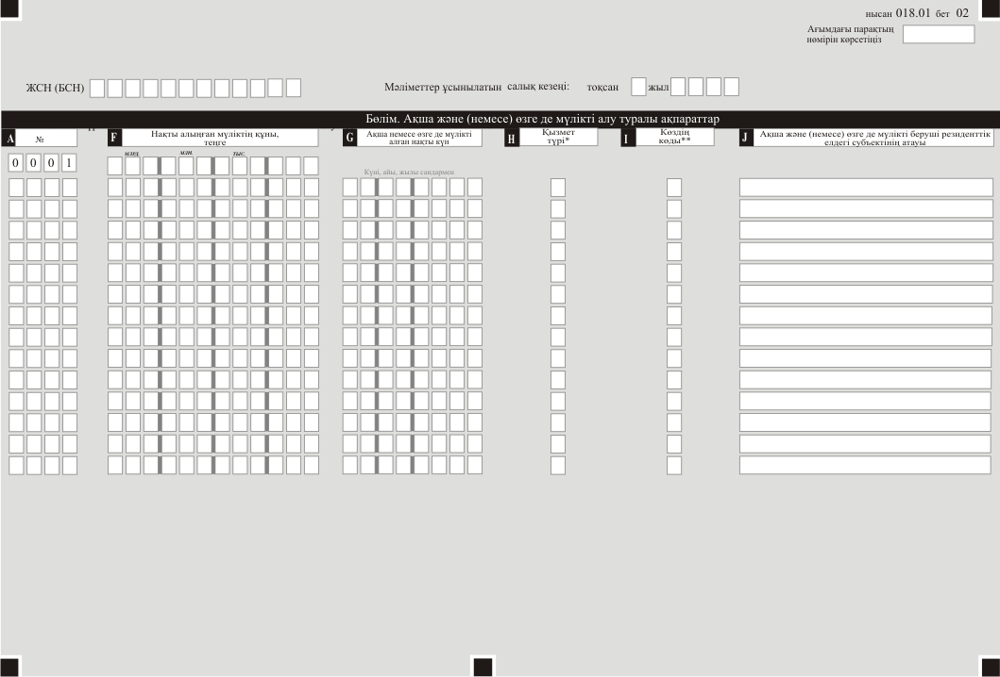 нысан 018.01 бет 02
Ағымдағы парақтың
нөмірін көрсетіңіз
ЖСН (БСН)
Мәліметтер ұсынылатын салық кезеңі: тоқсан жыл
Бөлім. Ақша және (немесе) өзге де мүлікті алу туралы ақпараттар
A №
F Нақты алынған мүліктің құны,
теңге
G Ақша немесе өзге де мүлікті
алған нақты күн
H Қызмет
түрі*
I Көздің
коды**
J Ақша және (немесе) өзге де мүлікті беруші резиденттік
елдегі субъектінің атауы
млрд. млн. тыс.
0 0 0 1
Күні, айы, жылы сандармен